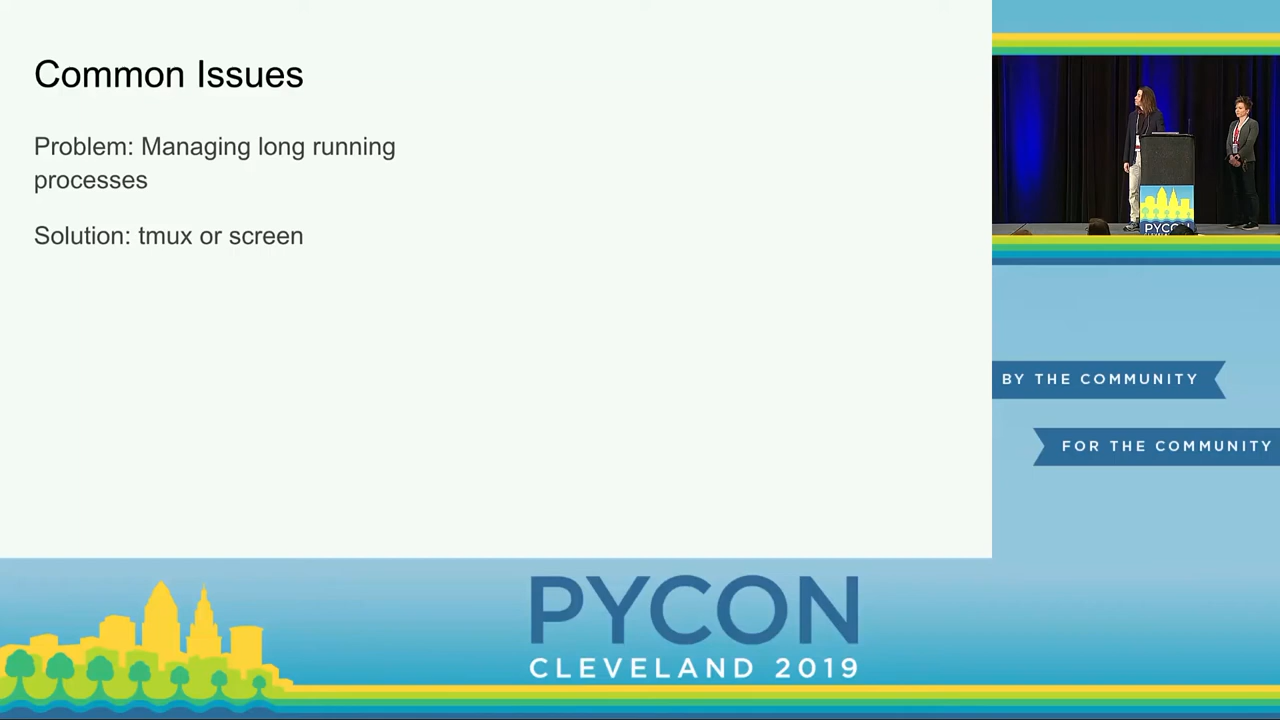 Common Issues
Problem: Managing long running
processes
Solution: tmux or screen
PYCON
BY THE COMMUNITY
FOR THE COMMUNITY
PYCON
CLEVELAND 2019